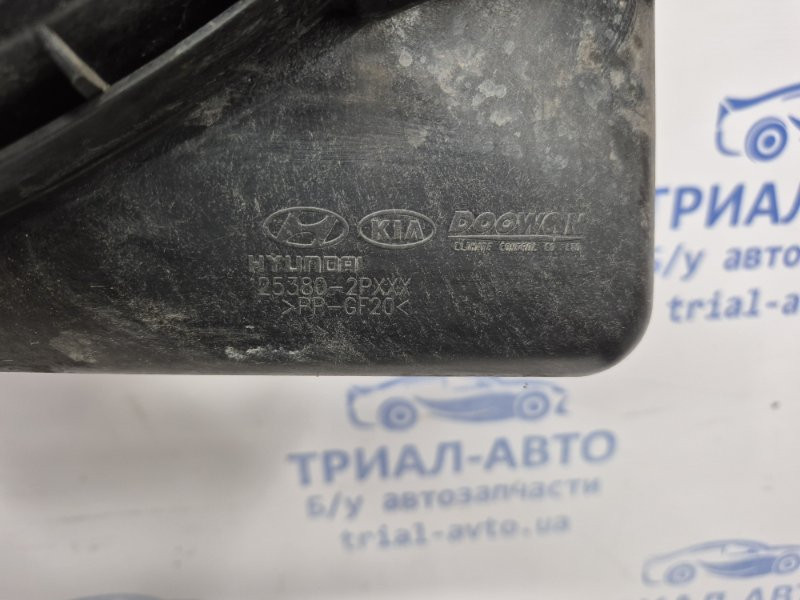 KIA DOOWON
CLIMATE CONTROL CO.,LTD
HYUNDAI
25380-2PXXX
>PP-GF20<
ТРИАЛ-АВТО
Б/у автозапчасти
trial-avto.ua
ТРИАЛ
Б/у авто
trial-
ТРИАЛ